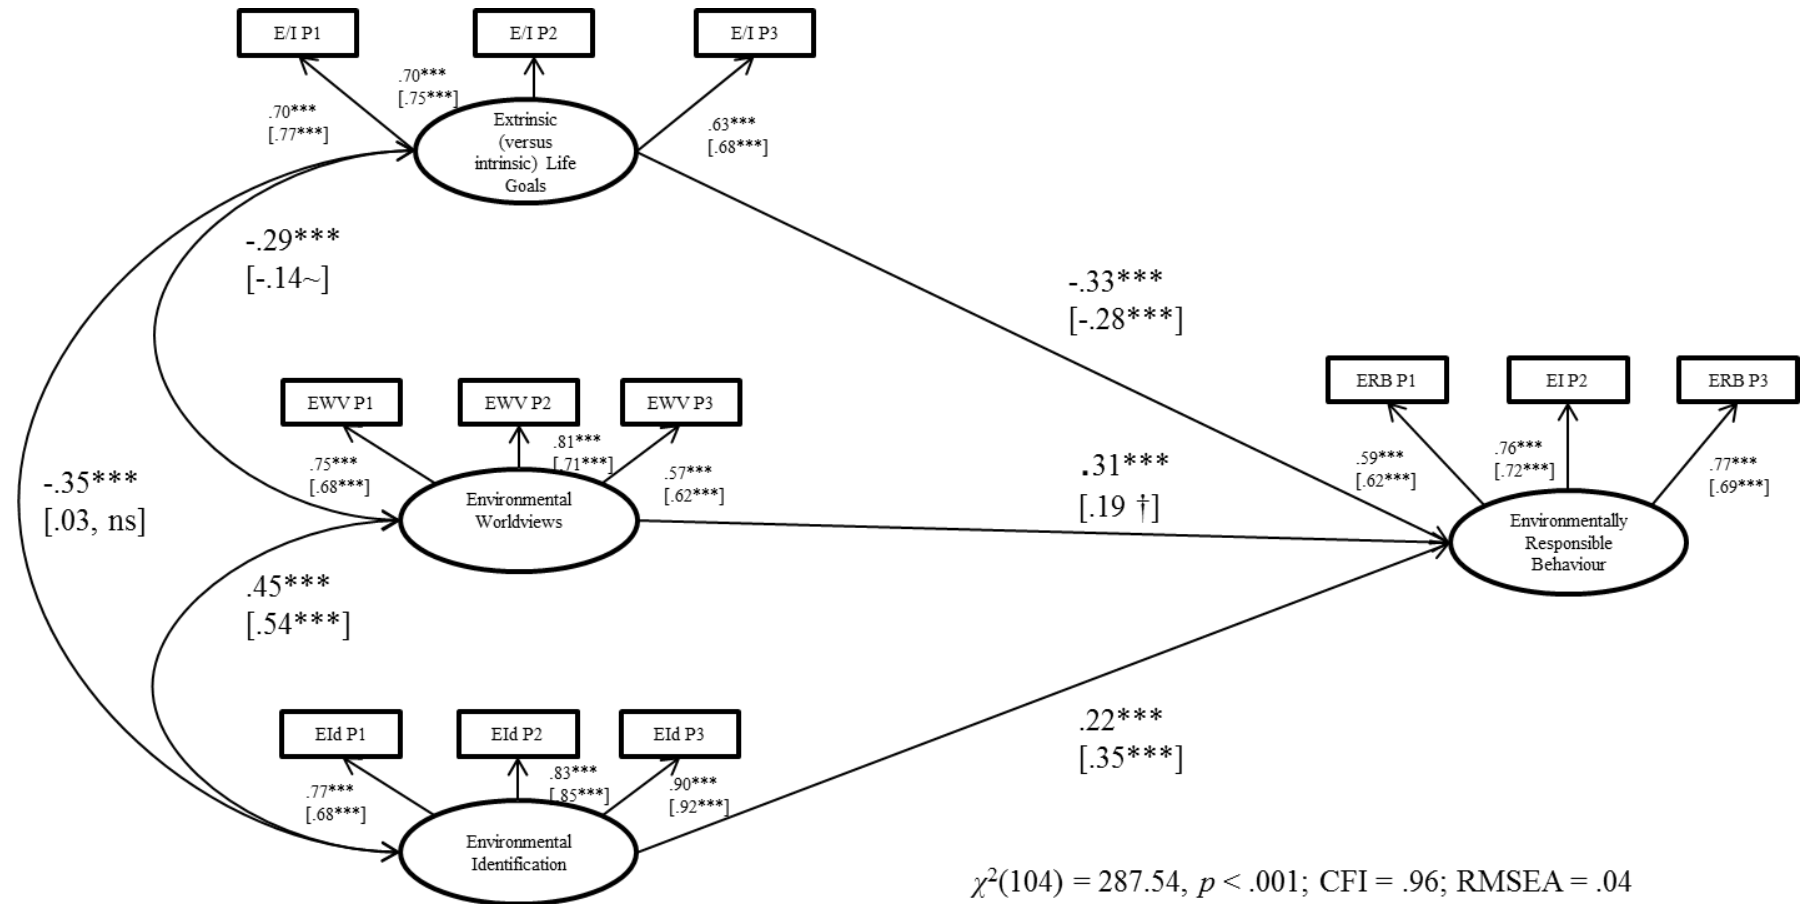 E/I P1
E/I P2
E/I P3
.70***
[.77***]
.70***
[.75***]
.63***
[.68***]
Extrinsic
(versus
intrinsic) Life
Goals
-.29***
[-.14~]
-.33***
[-.28***]
EWV P1
EWV P2
EWV P3
.75***
[.68***]
.81***
[.71***]
.57***
[.62***]
Environmental
Worldviews
-.35***
[.03, ns]
.31***
[.19 †]
ERB P1
EI P2
ERB P3
.59***
[.62***]
.76***
[.72***]
.77***
[.69***]
Environmentally
Responsible
Behaviour
.45***
[.54***]
EId P1
EId P2
EId P3
.77***
[.68***]
.83***
[.85***]
.90***
[.92***]
Environmental
Identification
.22***
[.35***]
χ²(104) = 287.54, p < .001; CFI = .96; RMSEA = .04